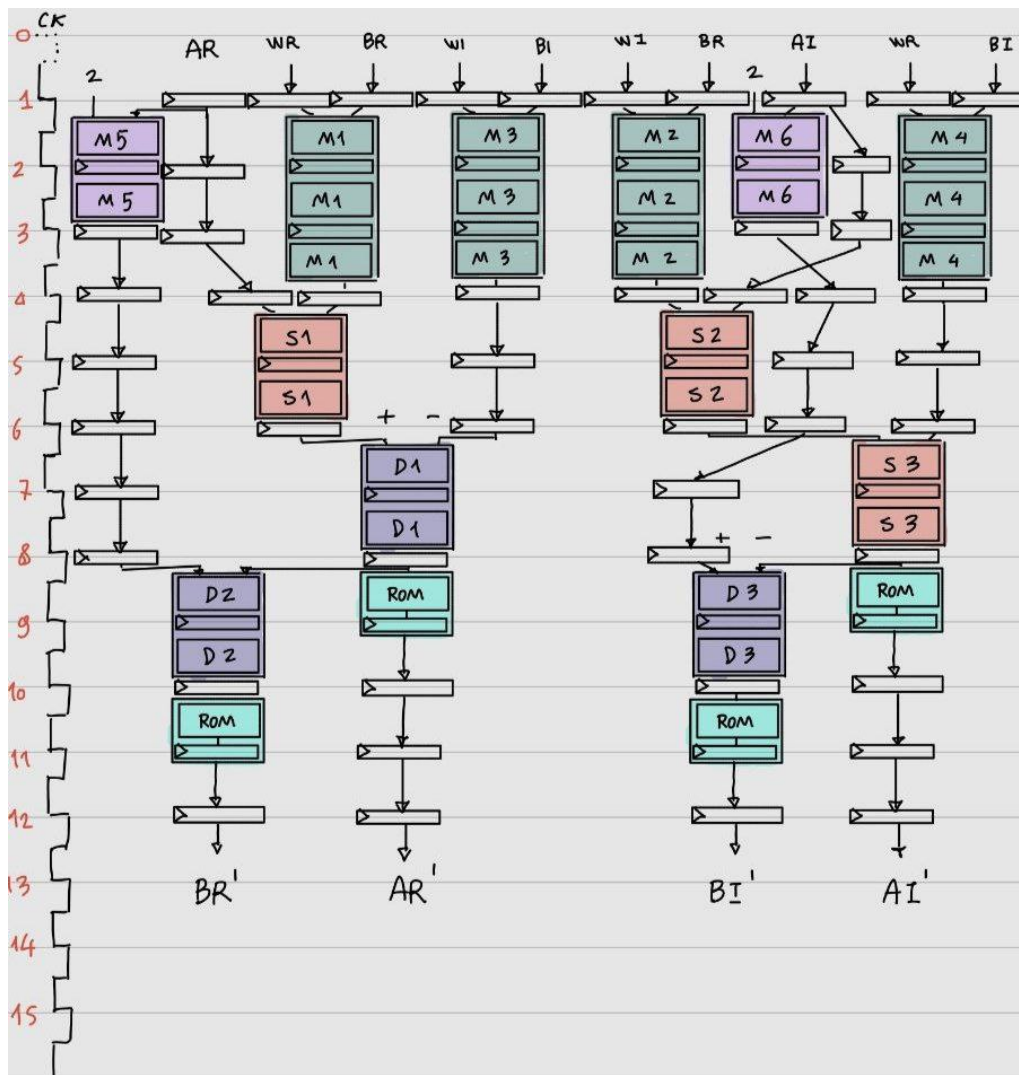 CK
0
AR WR BR WI BI WI BR AI WR BI
2 2
1
M5 M1 M3 M2 M6 M4
2
M5 M1 M3 M2 M6 M4
3
M1 M3 M2 M4
4
S1 S2
5
S1 S2
+ - 
6
D1 S3
7
D1 S3
+ -
8
D2 ROM D3 ROM
9
D2 D3
10
ROM ROM
11
12
BR' AR' BI' AI'
13
14
15